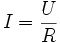 I = U/R